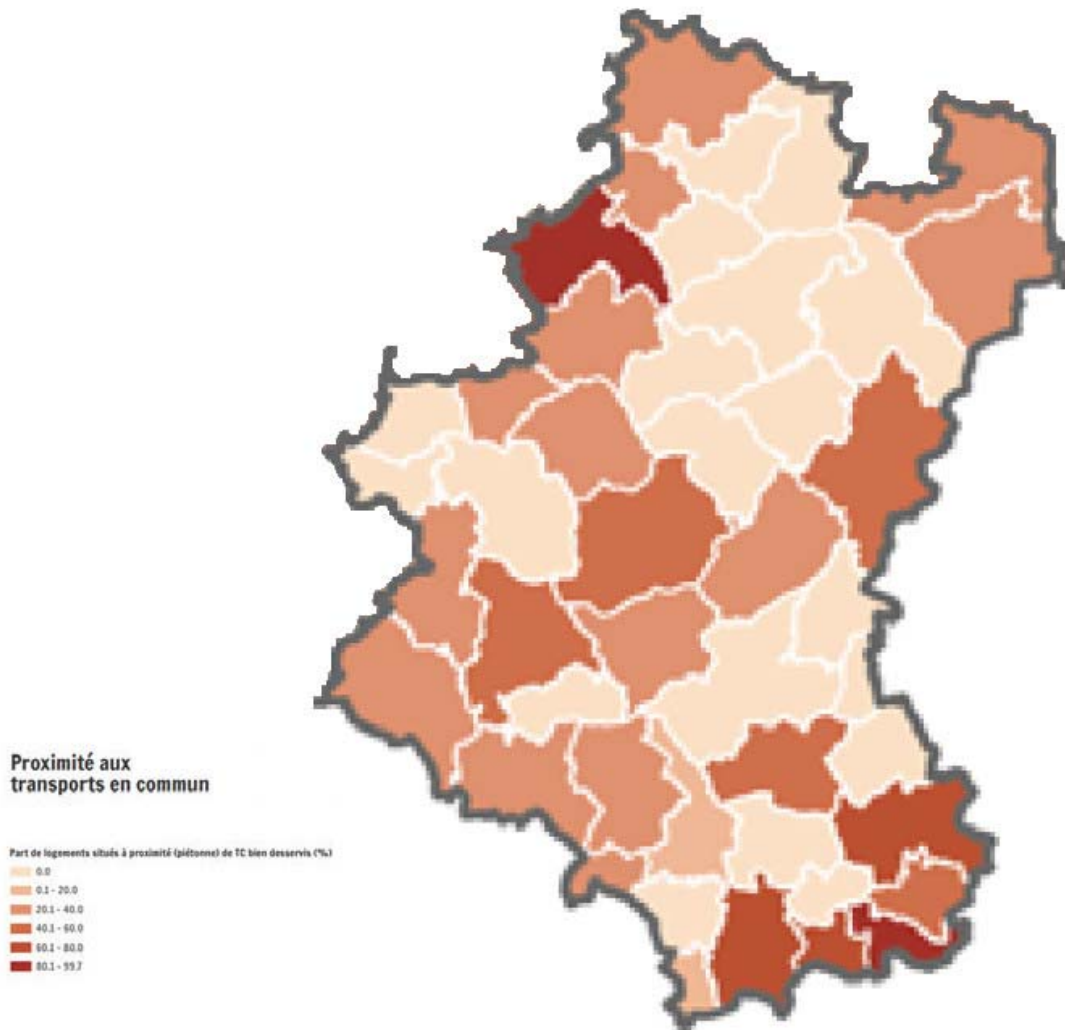 Proximité aux
transports en commun
Part de logements situés à proximité (piétonne) de TC bien desservis (%)
0.0
0.1 - 20.0
20.1 - 40.0
40.1 - 60.0
60.1 - 80.0
80.1 - 99.7